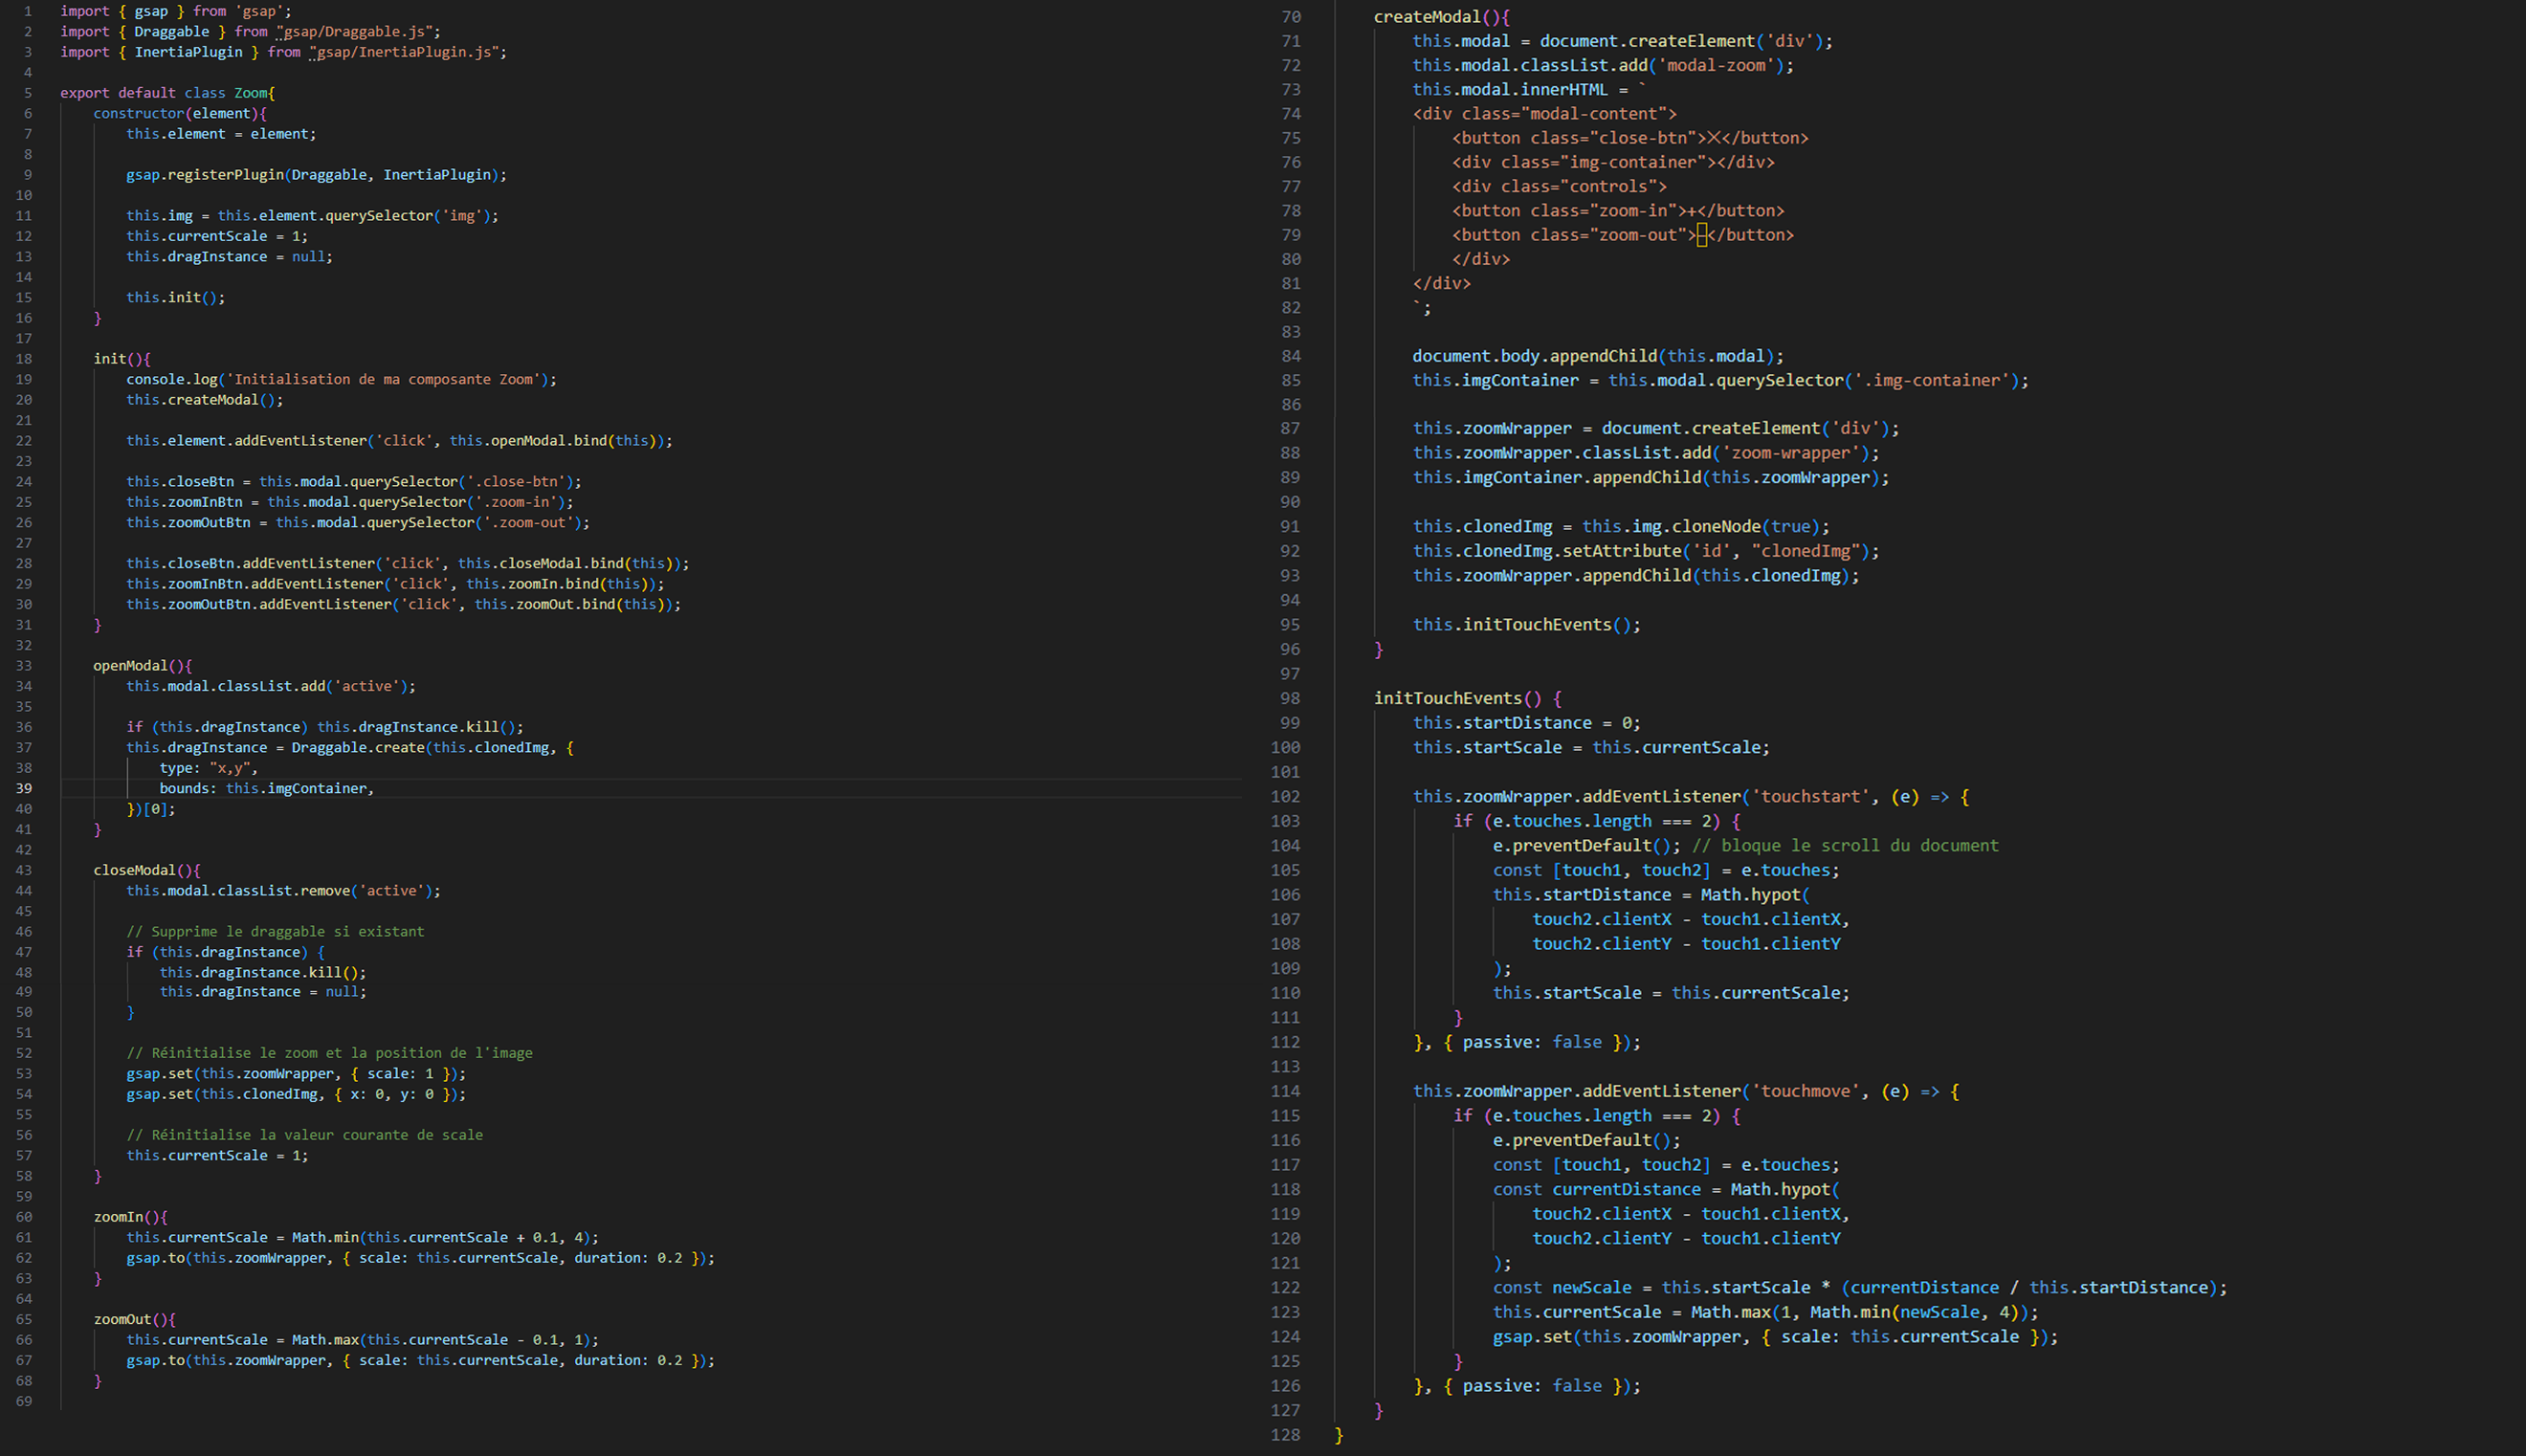 1 import { gsap } from 'gsap';
2 import { Draggable } from "gsap/Draggable.js";
3 import { InertiaPlugin } from "gsap/InertiaPlugin.js";
4
5 export default class Zoom{
6 constructor(element){
7 this.element = element;
8
9 gsap.registerPlugin(Draggable, InertiaPlugin);
10
11 this.img = this.element.querySelector('img');
12 this.currentScale = 1;
13 this.dragInstance = null;
14
15 this.init();
16 }
17
18 init(){
19 console.log('Initialisation de ma composante Zoom');
20 this.createModal();
21
22 this.element.addEventListener('click', this.openModal.bind(this));
23
24 this.closeBtn = this.modal.querySelector('.close-btn');
25 this.zoomInBtn = this.modal.querySelector('.zoom-in');
26 this.zoomOutBtn = this.modal.querySelector('.zoom-out');
27
28 this.closeBtn.addEventListener('click', this.closeModal.bind(this));
29 this.zoomInBtn.addEventListener('click', this.zoomIn.bind(this));
30 this.zoomOutBtn.addEventListener('click', this.zoomOut.bind(this));
31 }
32
33 openModal(){
34 this.modal.classList.add('active');
35
36 if (this.dragInstance) this.dragInstance.kill();
37 this.dragInstance = Draggable.create(this.clonedImg, {
38 type: "x,y",
39 bounds: this.imgContainer,
40 })[0];
41 }
42
43 closeModal(){
44 this.modal.classList.remove('active');
45
46 // Supprime le draggable si existant
47 if (this.dragInstance) {
48 this.dragInstance.kill();
49 this.dragInstance = null;
50 }
51
52 // Réinitialise le zoom et la position de l'image
53 gsap.set(this.zoomWrapper, { scale: 1 });
54 gsap.set(this.clonedImg, { x: 0, y: 0 });
55
56 // Réinitialise la valeur courante de scale
57 this.currentScale = 1;
58 }
59
60 zoomIn(){
61 this.currentScale = Math.min(this.currentScale + 0.1, 4);
62 gsap.to(this.zoomWrapper, { scale: this.currentScale, duration: 0.2 });
63 }
64
65 zoomOut(){
66 this.currentScale = Math.max(this.currentScale - 0.1, 1);
67 gsap.to(this.zoomWrapper, { scale: this.currentScale, duration: 0.2 });
68 }
69
70 createModal(){
71 this.modal = document.createElement('div');
72 this.modal.classList.add('modal-zoom');
73 this.modal.innerHTML = `
74 <div class="modal-content">
75 <button class="close-btn">✕</button>
76 <div class="img-container"></div>
77 <div class="controls">
78 <button class="zoom-in">+</button>
79 <button class="zoom-out">–</button>
80 </div>
81 </div>
82 `;
83
84 document.body.appendChild(this.modal);
85 this.imgContainer = this.modal.querySelector('.img-container');
86
87 this.zoomWrapper = document.createElement('div');
88 this.zoomWrapper.classList.add('zoom-wrapper');
89 this.imgContainer.appendChild(this.zoomWrapper);
90
91 this.clonedImg = this.img.cloneNode(true);
92 this.clonedImg.setAttribute('id', "clonedImg");
93 this.zoomWrapper.appendChild(this.clonedImg);
94
95 this.initTouchEvents();
96 }
97
98 initTouchEvents() {
99 this.startDistance = 0;
100 this.startScale = this.currentScale;
101
102 this.zoomWrapper.addEventListener('touchstart', (e) => {
103 if (e.touches.length === 2) {
104 e.preventDefault(); // bloque le scroll du document
105 const [touch1, touch2] = e.touches;
106 this.startDistance = Math.hypot(
107 touch2.clientX - touch1.clientX,
108 touch2.clientY - touch1.clientY
109 );
110 this.startScale = this.currentScale;
111 }
112 }, { passive: false });
113
114 this.zoomWrapper.addEventListener('touchmove', (e) => {
115 if (e.touches.length === 2) {
116 e.preventDefault();
117 const [touch1, touch2] = e.touches;
118 const currentDistance = Math.hypot(
119 touch2.clientX - touch1.clientX,
120 touch2.clientY - touch1.clientY
121 );
122 const newScale = this.startScale * (currentDistance / this.startDistance);
123 this.currentScale = Math.max(1, Math.min(newScale, 4));
124 gsap.set(this.zoomWrapper, { scale: this.currentScale });
125 }
126 }, { passive: false });
127 }
128 }